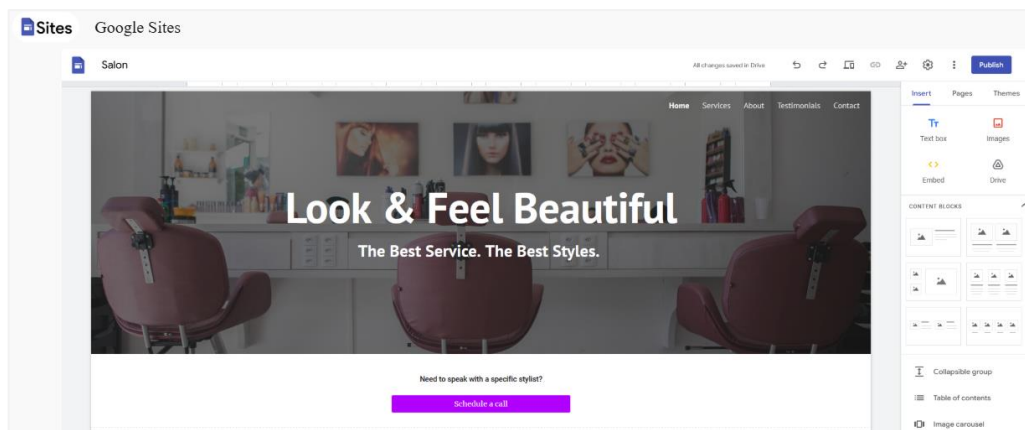 Sites Google Sites
Salon All changes saved in Drive Publish
Insert Pages Themes
Home Services About Testimonials Contact
Look & Feel Beautiful
The Best Service. The Best Styles.
Need to speak with a specific stylist?
Schedule a call
Text box Images
Embed Drive
CONTENT BLOCKS
Collapsible group
Table of contents
Image carousel